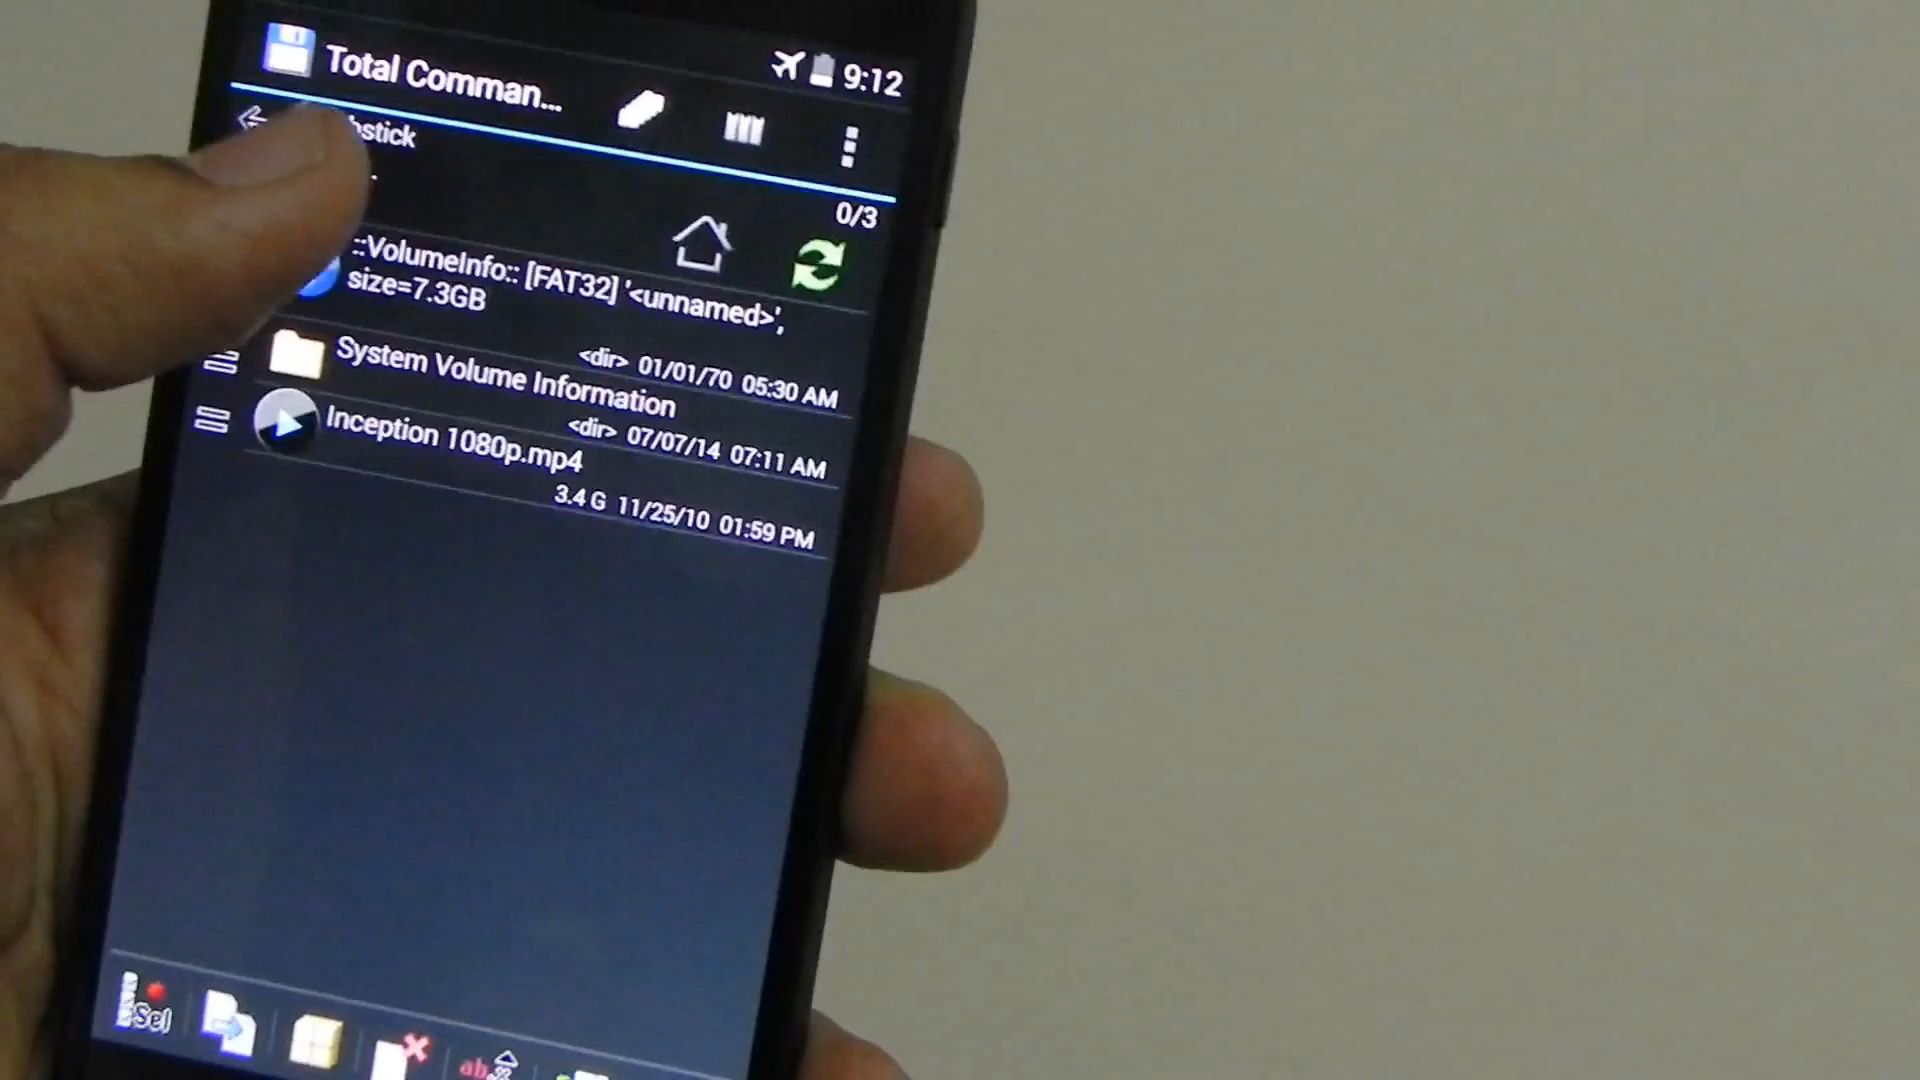 9:12
Total Comman...
bstick
0/3
::VolumeInfo:: [FAT32] '<unnamed>',
size=7.3GB
<dir> 01/01/70 05:30 AM
System Volume Information
<dir> 07/07/14 07:11 AM
Inception 1080p.mp4
3.4 G 11/25/10 01:59 PM
Sel
ab